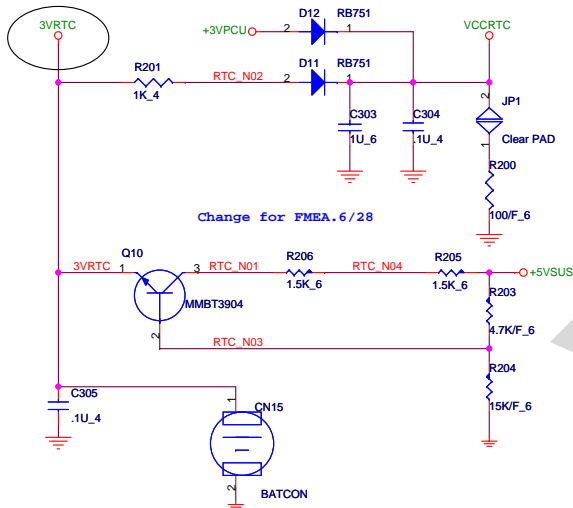 3VRTC
+3VPCU
2
D12
RB751
1
VCCRTC
R201
1K_4
RTC_N02
2
D11
RB751
1
C303
1U_6
C304
.1U_4
2
JP1
1
Clear PAD
R200
100/F_6
Change for FMEA.6/28
3VRTC
1
Q10
3
MMBT3904
2
RTC_N01
R206
1.5K_6
RTC_N04
R205
1.5K_6
+5VSUS
R203
4.7K/F_6
RTC_N03
R204
15K/F_6
C305
.1U_4
1
CN15
2
BATCON